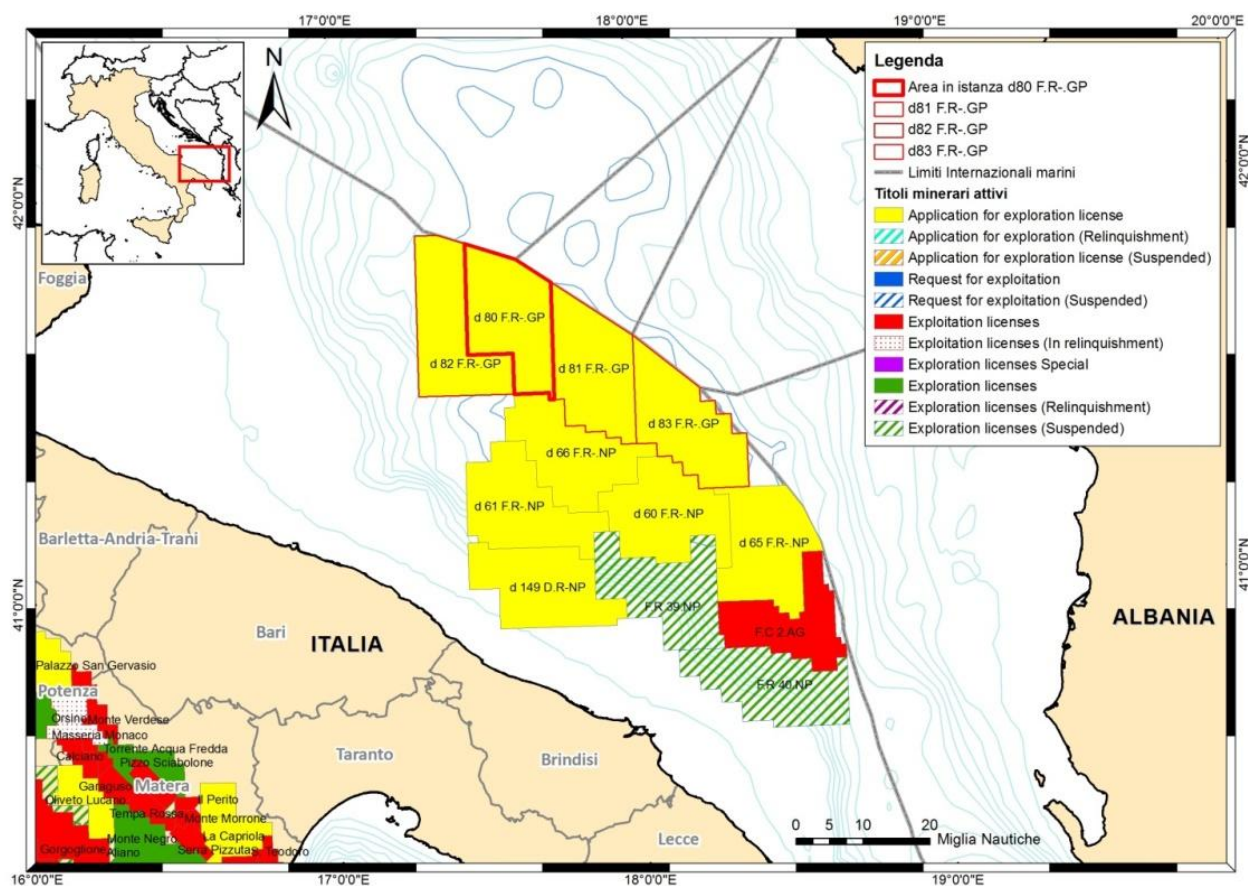 17°0'0"E 18°0'0"E 19°0'0"E 20°0'0"E
N
Legenda
Area in istanza d80 F.R-.GP
d81 F.R-.GP
d82 F.R-.GP
d83 F.R-.GP
Limiti Internazionali marini
Titoli minerari attivi
Application for exploration license
Application for exploration (Relinquishment)
Application for exploration license (Suspended)
Request for exploitation
Request for exploitation (Suspended)
Exploitation licenses
Exploitation licenses (In relinquishment)
Exploration licenses Special
Exploration licenses
Exploration licenses (Relinquishment)
Exploration licenses (Suspended)
42°0'0"N
42°0'0"N
Foggia
d 80 F.R-.GP
d 82 F.R-.GP
d 81 F.R-.GP
d 83 F.R-.GP
d 66 F.R-.NP
d 61 F.R-.NP
d 60 F.R-.NP
d 65 F.R-.NP
d 149 D.R-NP
F.R 39.NP
F.C 2.AG
F.R 40.NP
Barletta-Andria-Trani
41°0'0"N
41°0'0"N
Bari
ITALIA
ALBANIA
Palazzo San Gervasio
Potenza
Orsino
Monte Verdese
Masseria Monaco
Torrente Acqua Fredda
Calciano
Pizzo Sciabolone
Garaguso
Matera
Oliveto Lucano
Il Perito
Tempa Rossa
Monte Morrone
Monte Negro
La Capriola
Gorgoglione
Aliano
Serra Pizzuta
S. Teodoro
Taranto
Brindisi
Lecce
0 5 10 20
Miglia Nautiche
16°0'0"E 17°0'0"E 18°0'0"E 19°0'0"E